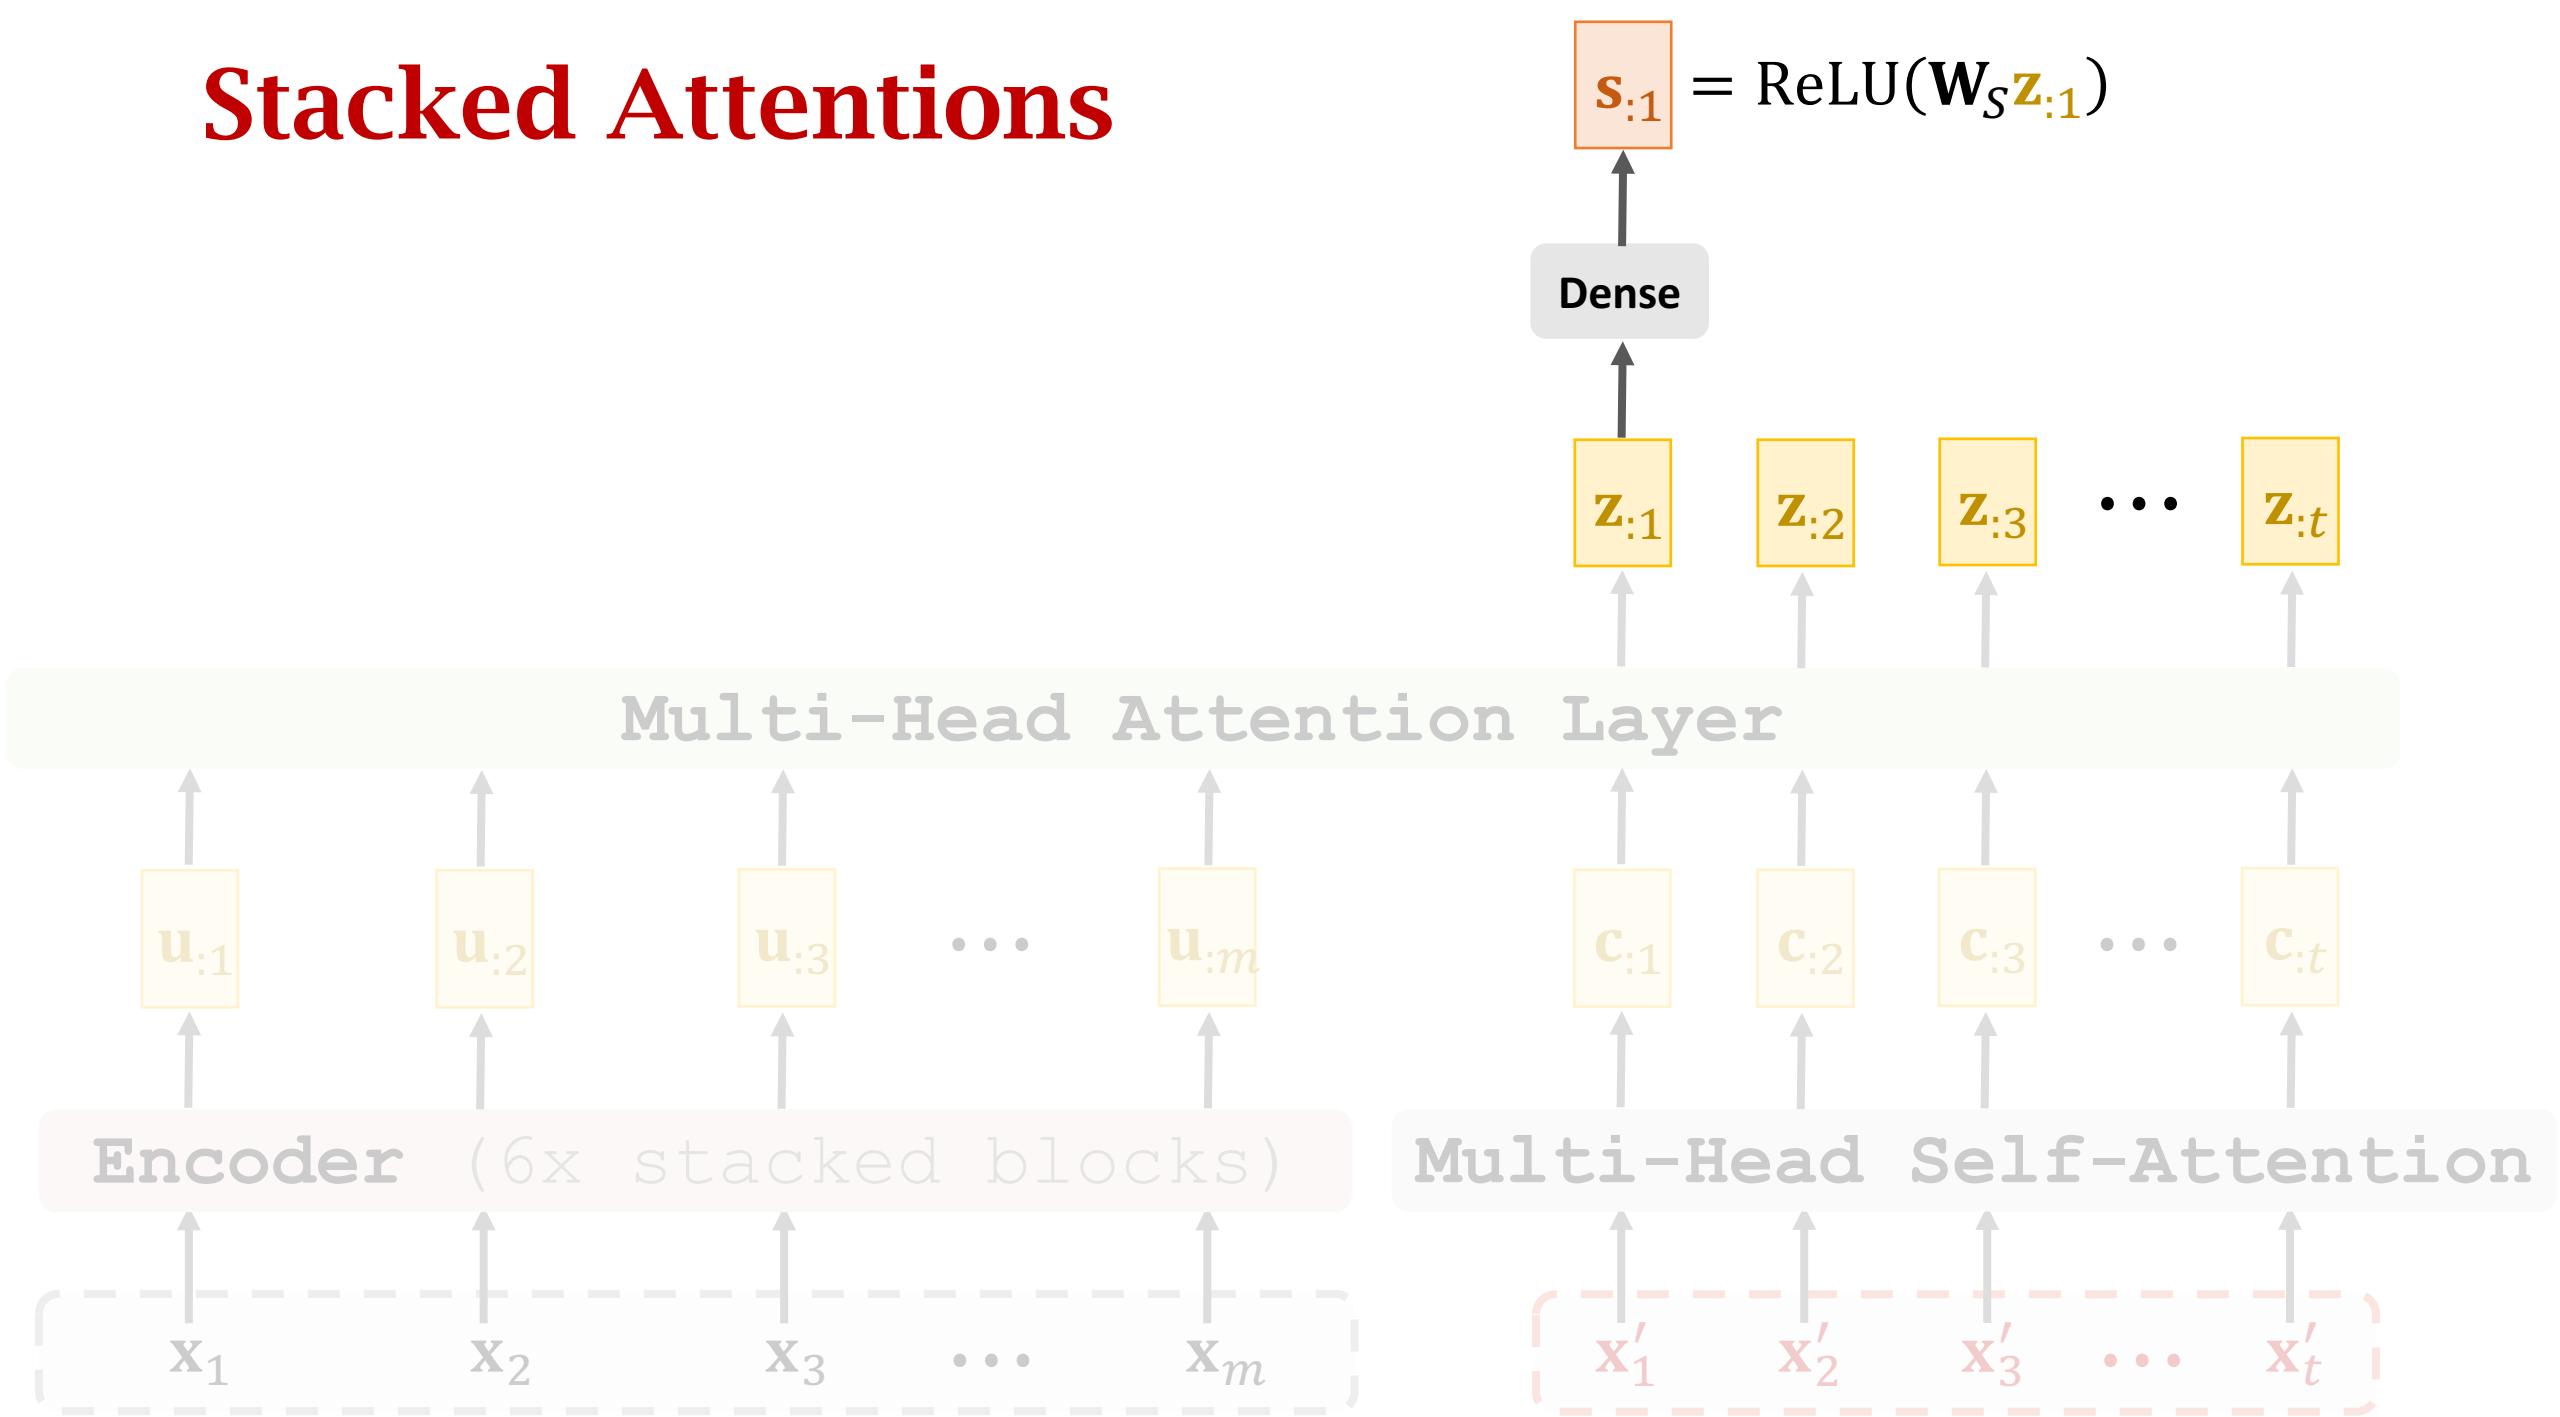 Stacked Attentions
s:1 = ReLU(W_S z:1)
Dense
z:1 z:2 z:3 ⋯ z:t
Multi-Head Attention Layer
u:1 u:2 u:3 ⋯ u:m c:1 c:2 c:3 ⋯ c:t
Encoder (6x stacked blocks) Multi-Head Self-Attention
x1 x2 x3 ⋯ xm x′1 x′2 x′3 ⋯ x′t